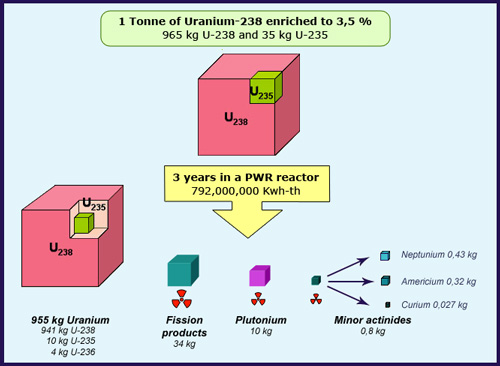 1 Tonne of Uranium-238 enriched to 3,5 %
965 kg U-238 and 35 kg U-235
U235
U238
3 years in a PWR reactor
792,000,000 Kwh-th
U235
U238
955 kg Uranium
941 kg U-238
10 kg U-235
4 kg U-236
Fission
products
34 kg
Plutonium
10 kg
Minor actinides
0,8 kg
Neptunium 0,43 kg
Americium 0,32 kg
Curium 0,027 kg